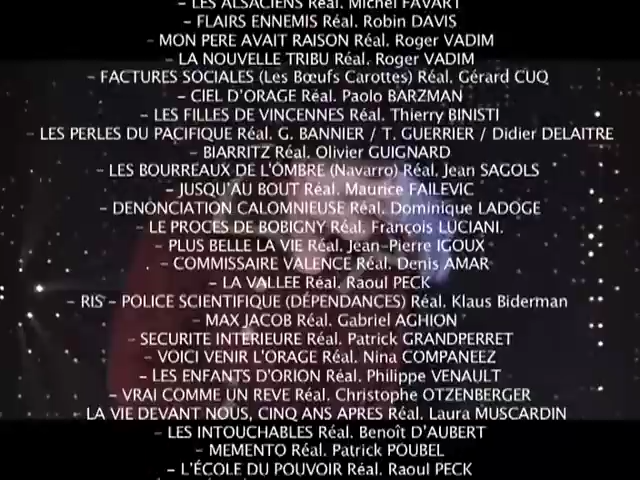 - LES ALSACIENS Réal. Michel FAVART
- FLAIRS ENNEMIS Réal. Robin DAVIS
- MON PERE AVAIT RAISON Réal. Roger VADIM
- LA NOUVELLE TRIBU Réal. Roger VADIM
- FACTURES SOCIALES (Les Bœufs Carottes) Réal. Gérard CUQ
- CIEL D'ORAGE Réal. Paolo BARZMAN
- LES FILLES DE VINCENNES Réal. Thierry BINISTI
- LES PERLES DU PACIFIQUE Réal. G. BANNIER / T. GUERRIER / Didier DELAITRE
- BIARRITZ Réal. Olivier GUIGNARD
- LES BOURREAUX DE L'OMBRE (Navarro) Réal. Jean SAGOLS
- JUSQU'AU BOUT Réal. Maurice FAILEVIC
- DENONCIATION CALOMNIEUSE Réal. Dominique LADOGE
- LE PROCES DE BOBIGNY Réal. François LUCIANI.
- PLUS BELLE LA VIE Réal. Jean-Pierre IGOUX
. - COMMISSAIRE VALENCE Réal. Denis AMAR
- LA VALLEE Réal. Raoul PECK
- RIS - POLICE SCIENTIFIQUE (DÉPENDANCES) Réal. Klaus Biderman
- MAX JACOB Réal. Gabriel AGHION
- SECURITE INTERIEURE Réal. Patrick GRANDPERRET
- VOICI VENIR L'ORAGE Réal. Nina COMPANEEZ
- LES ENFANTS D'ORION Réal. Philippe VENAULT
- VRAI COMME UN REVE Réal. Christophe OTZENBERGER
- LA VIE DEVANT NOUS, CINQ ANS APRES Réal. Laura MUSCARDIN
- LES INTOUCHABLES Réal. Benoît D'AUBERT
- MEMENTO Réal. Patrick POUBEL
- L'ÉCOLE DU POUVOIR Réal. Raoul PECK